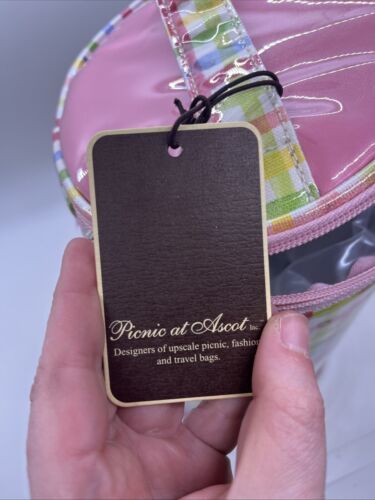 Picnic at Ascot Inc.
Designers of upscale picnic, fashion
and travel bags.